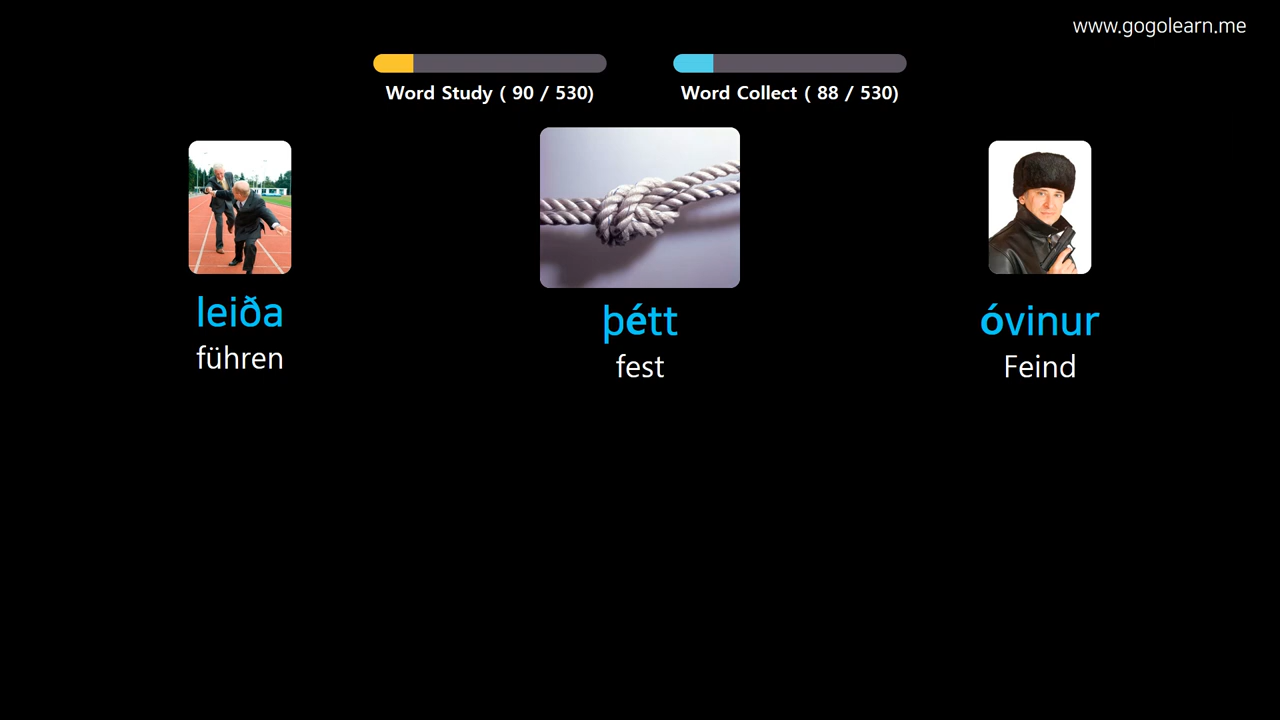 www.gogolearn.me
Word Study ( 90 / 530)
Word Collect ( 88 / 530)
leiða
führen
þétt
fest
óvinur
Feind